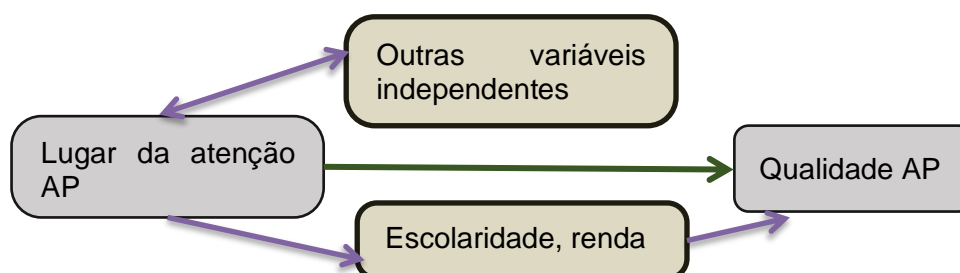 Outras variáveis
independentes
Lugar da atenção
AP
Qualidade AP
Escolaridade, renda